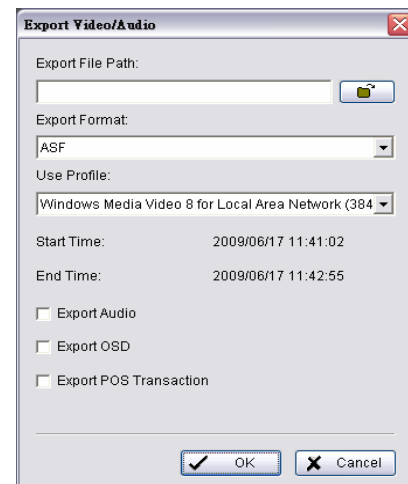 Export Video/Audio
Export File Path:
Export Format:
ASF
Use Profile:
Windows Media Video 8 for Local Area Network (384
Start Time: 2009/06/17 11:41:02
End Time: 2009/06/17 11:42:55
Export Audio
Export OSD
Export POS Transaction
OK Cancel